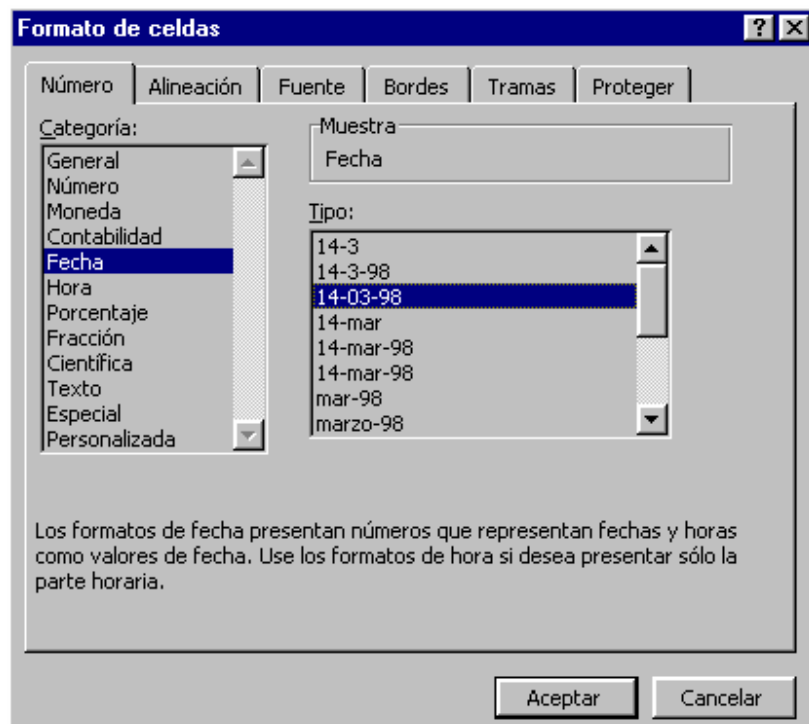 Formato de celdas
Número Alineación Fuente Bordes Tramas Proteger
Categoría:
General
Número
Moneda
Contabilidad
Fecha
Hora
Porcentaje
Fracción
Científica
Texto
Especial
Personalizada
Muestra
Fecha
Tipo:
14-3
14-3-98
14-03-98
14-mar
14-mar-98
14-mar-98
mar-98
marzo-98
Los formatos de fecha presentan números que representan fechas y horas
como valores de fecha. Use los formatos de hora si desea presentar sólo la
parte horaria.
Aceptar Cancelar